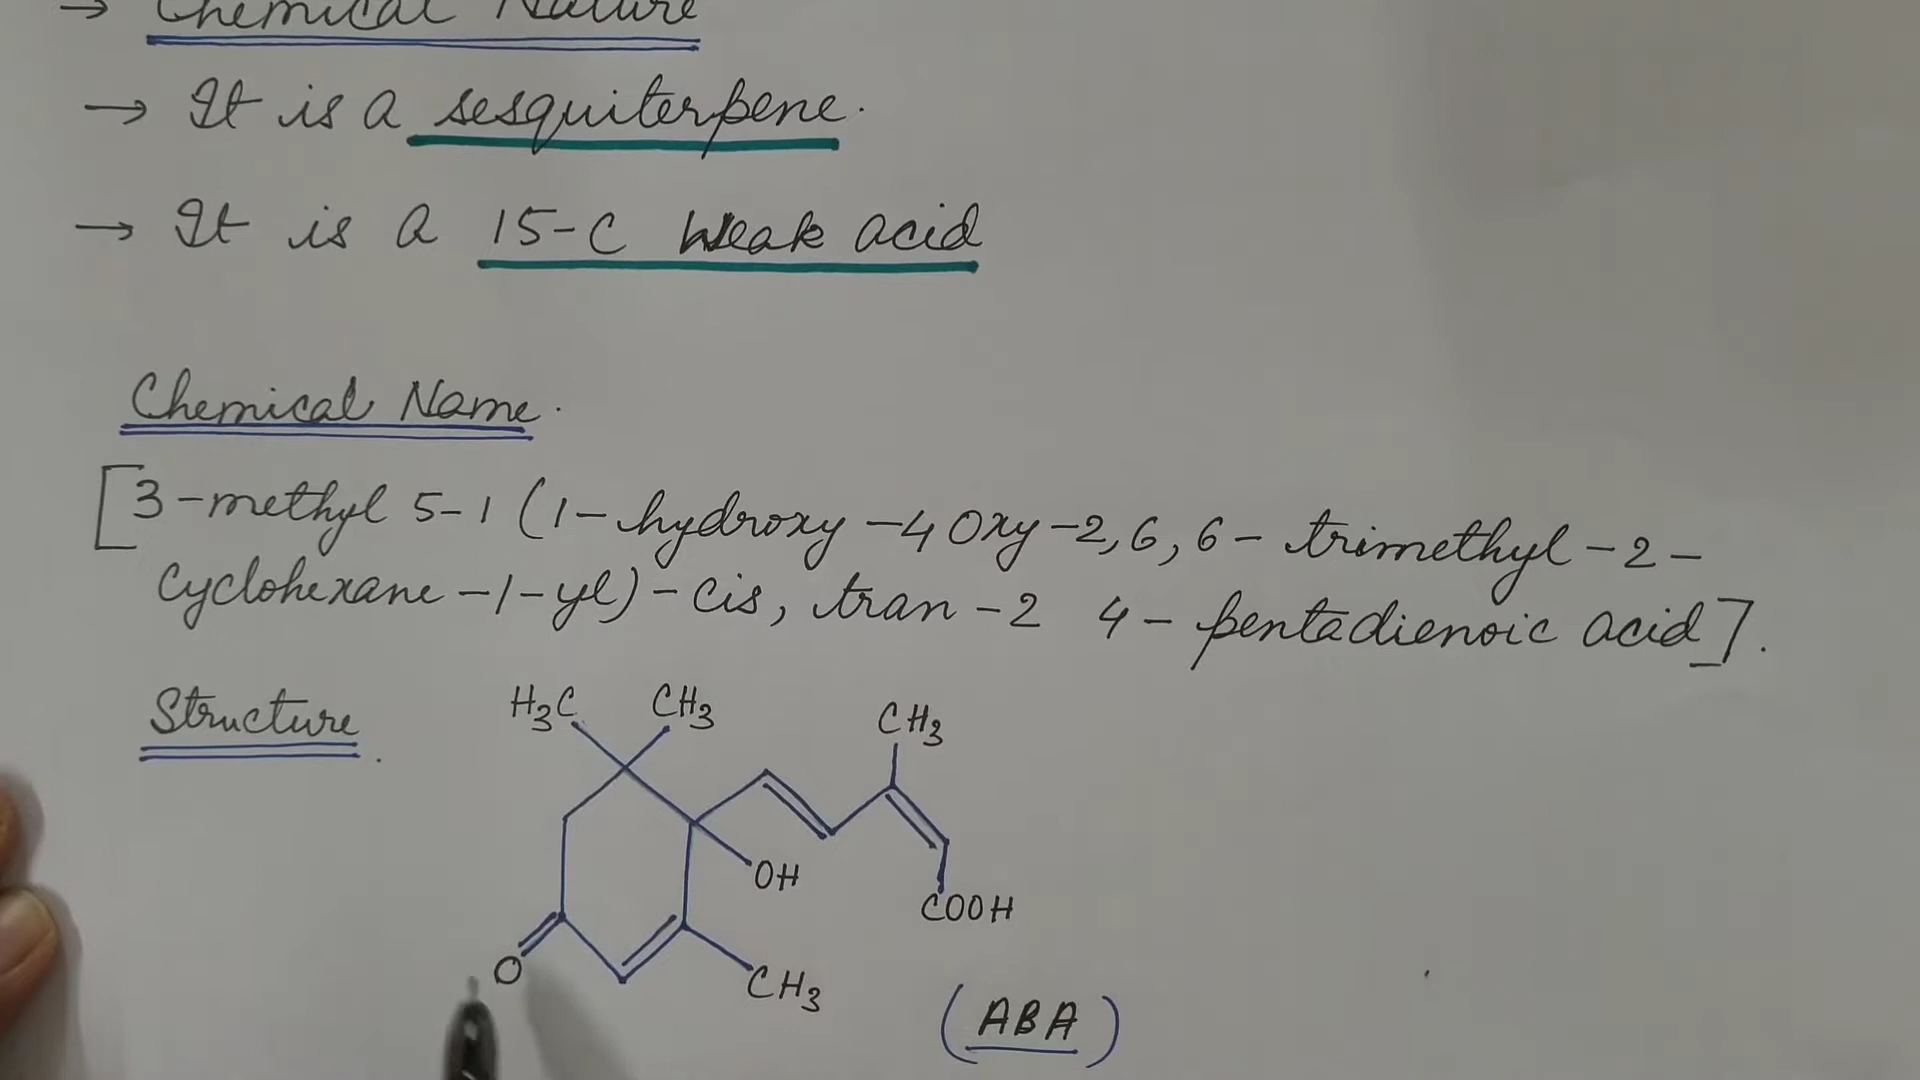 → Chemical Nature
→ It is a sesquiterpene.
→ It is a 15-C Weak acid
Chemical Name.
[3-methyl 5-1 (1-hydroxy-4 Oxy-2,6,6-trimethyl-2-
Cyclohexane-1-yl)-Cis, tran-2 4-pentadienoic acid].
Structure.
H3C CH3 CH3
OH
COOH
O
CH3
(ABA)